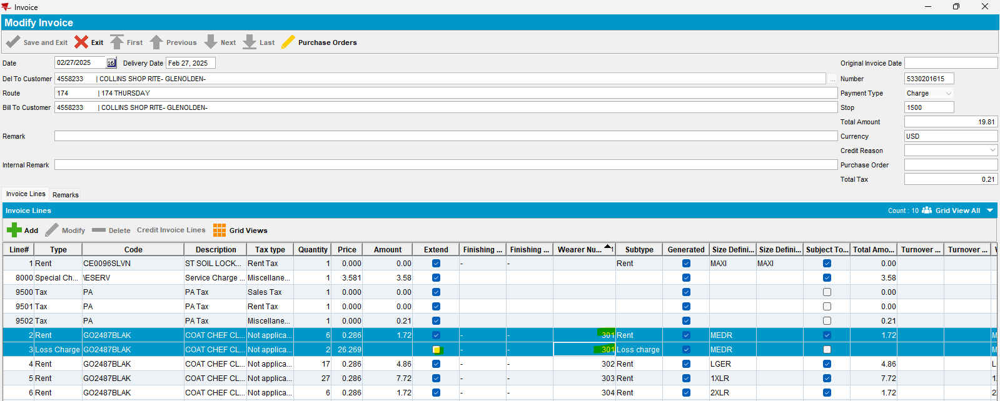 Invoice
Modify Invoice
Save and Exit Exit First Previous Next Last Purchase Orders
Date 02/27/2025 16 Delivery Date Feb 27, 2025 Original Invoice Date
Del To Customer 4558233 | COLLINS SHOP RITE- GLENOLDEN- ... Number 5330201615
Route 174 | 174 THURSDAY Payment Type Charge
Bill To Customer 4558233 | COLLINS SHOP RITE- GLENOLDEN- Stop 1500
Total Amount 19.81
Remark Currency USD
Credit Reason
Internal Remark Purchase Order
Total Tax 0.21
Invoice Lines Remarks
Invoice Lines Count : 10 Grid View All
Add Modify Delete Credit Invoice Lines Grid Views
Line# Type Code Description Tax type Quantity Price Amount Extend Finishing ... Finishing ... Wearer Nu... 1 Subtype Generated Size Defini... Size Defini... Subject To... Total Amo... Turnover ... Turnover ...
1 Rent CE0096SLVN ST SOIL LOCK... Rent Tax 1 0.000 0.00 - - Rent MAXI MAXI 0.00
8000 Special Ch... \ESERV Service Charge ... Miscellane... 1 3.581 3.58 3.58
9500 Tax PA PA Tax Sales Tax 1 0.000 0.00 0.00
9501 Tax PA PA Tax Rent Tax 1 0.000 0.00 0.00
9502 Tax PA PA Tax Miscellane... 1 0.000 0.21 0.21
2 Rent GO2487BLAK COAT CHEF CL... Not applica... 6 0.286 1.72 - - 301 Rent MEDR 1.72 M
3 Loss Charge GO2487BLAK COAT CHEF CL... Not applica... 2 26.269 - - 301 Loss charge MEDR M
4 Rent GO2487BLAK COAT CHEF CL... Not applica... 17 0.286 4.86 - - 302 Rent LGER 4.86 L
5 Rent GO2487BLAK COAT CHEF CL... Not applica... 27 0.286 7.72 - - 303 Rent 1XLR 7.72 1
6 Rent GO2487BLAK COAT CHEF CL... Not applica... 6 0.286 1.72 - - 304 Rent 2XLR 1.72 2